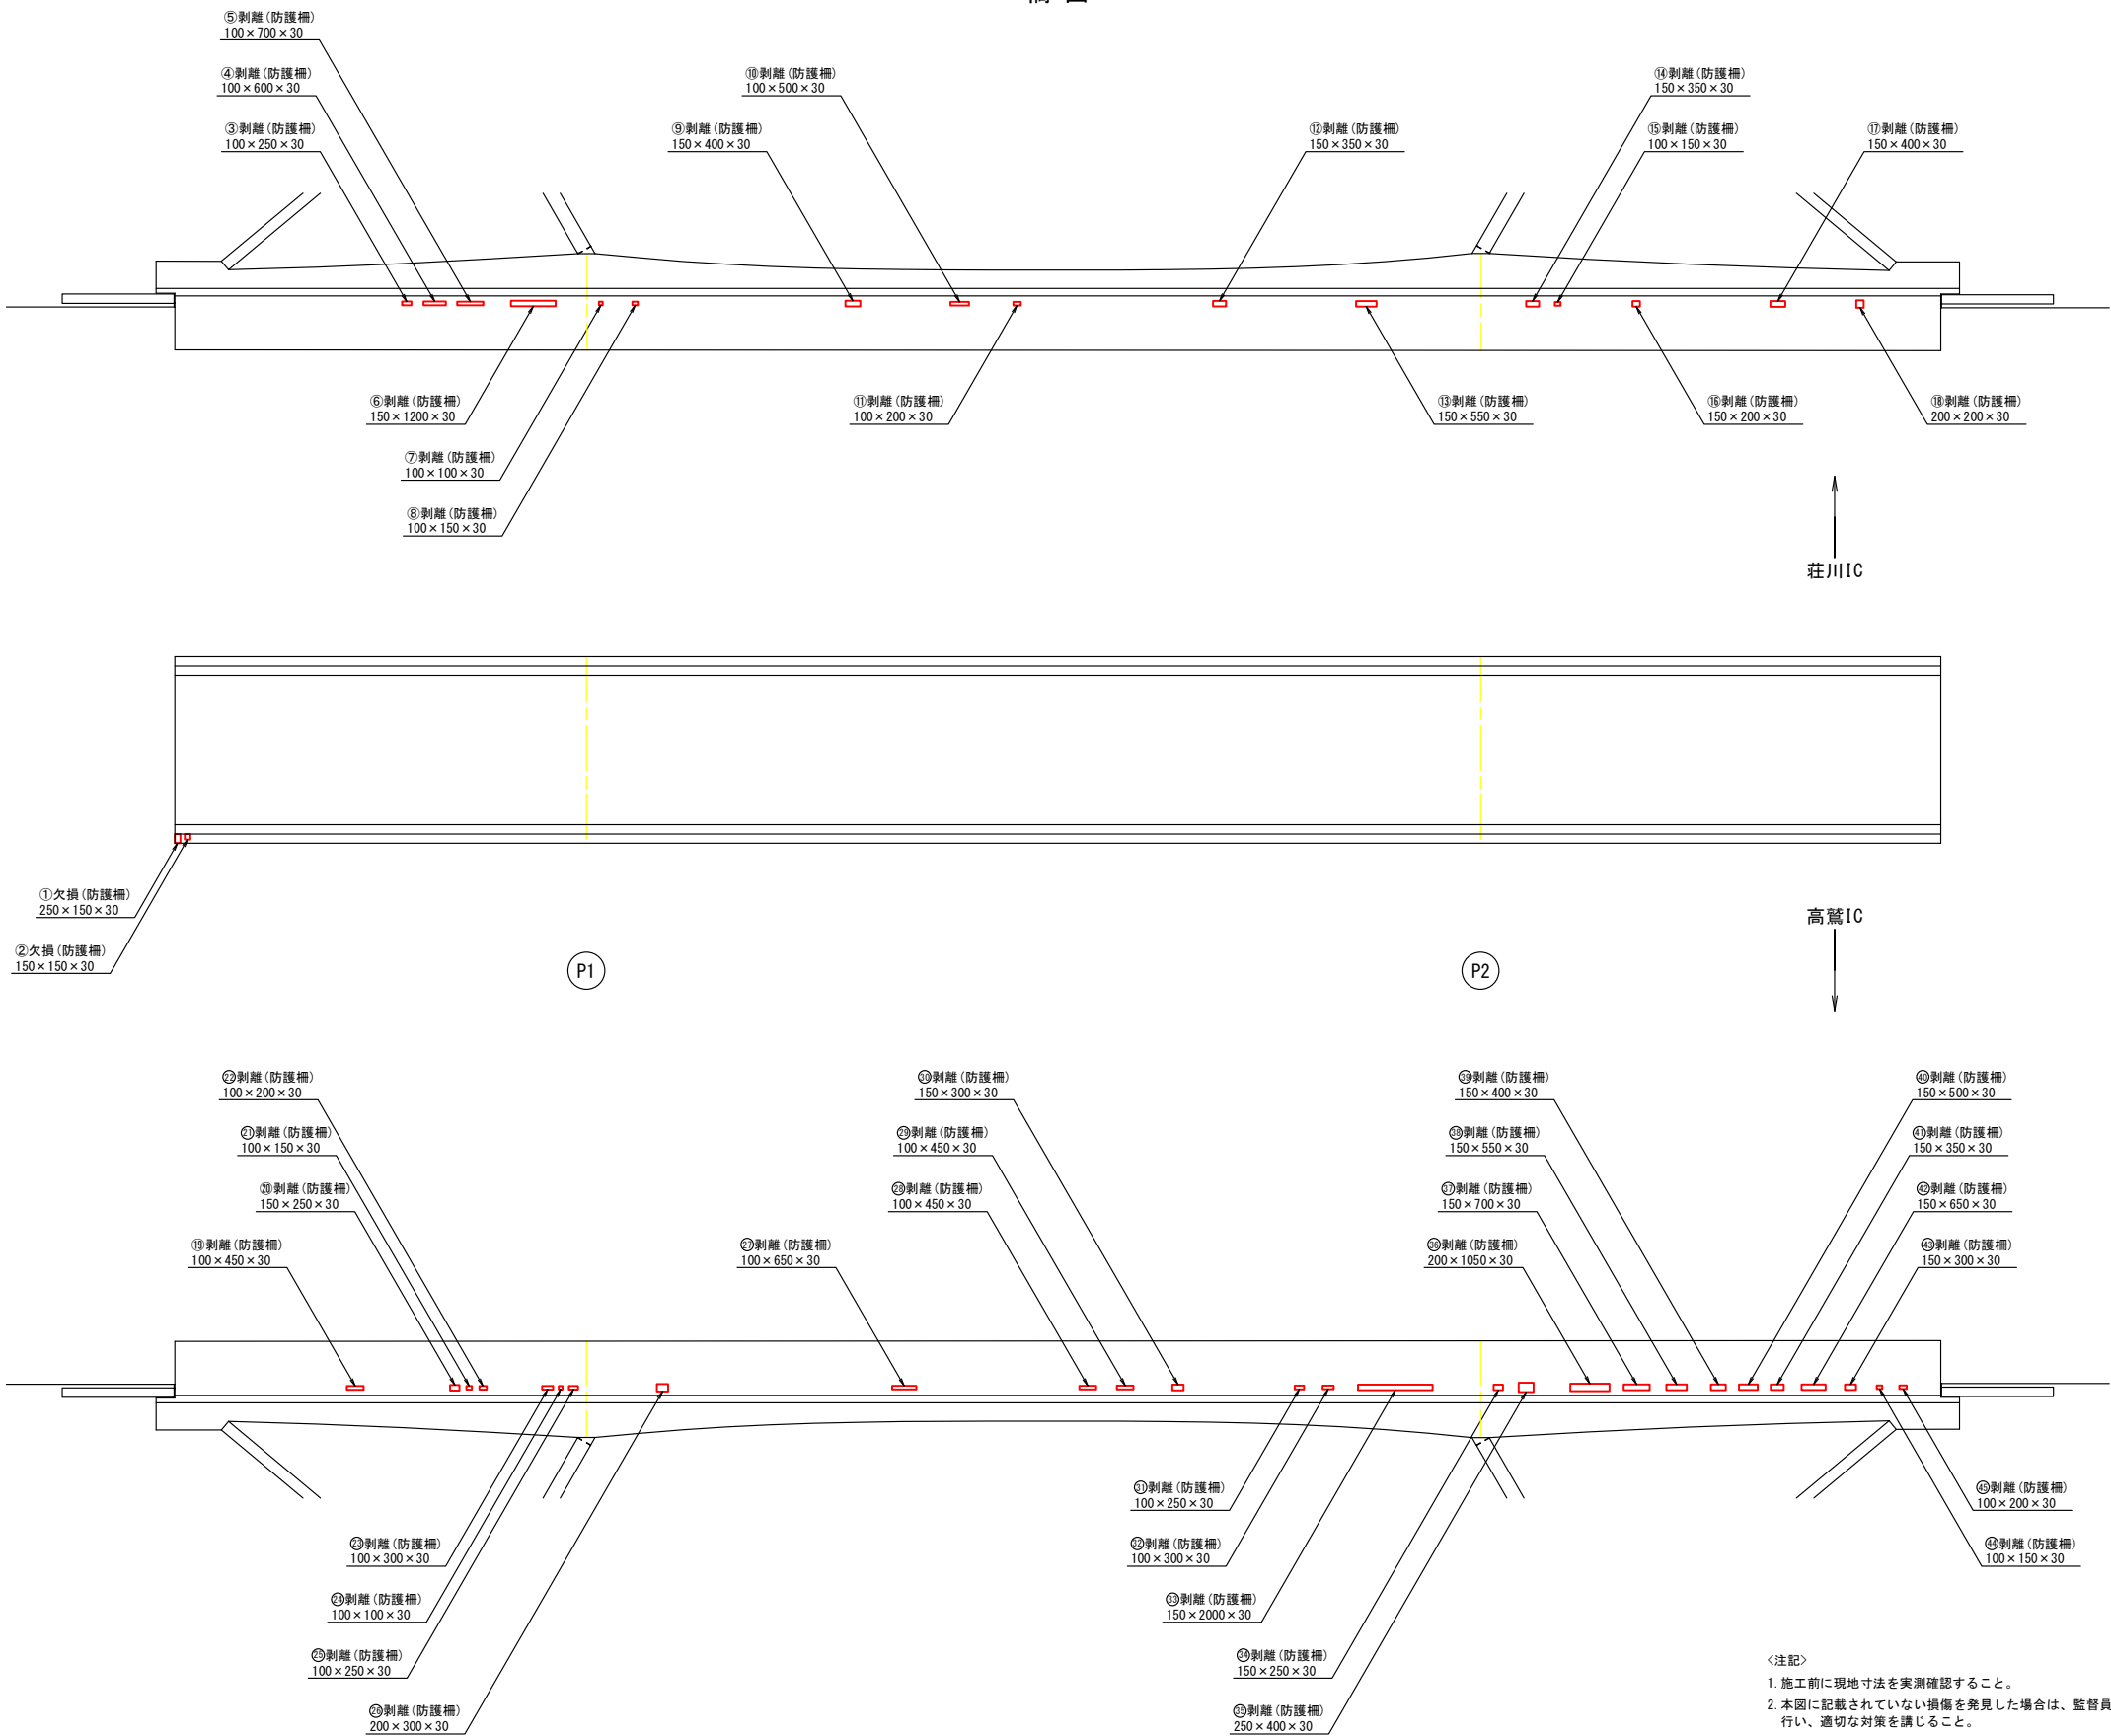 ⑤剥離(防護柵)
100×700×30
④剥離(防護柵)
100×600×30
③剥離(防護柵)
100×250×30
⑩剥離(防護柵)
100×500×30
⑨剥離(防護柵)
150×400×30
⑫剥離(防護柵)
150×350×30
⑭剥離(防護柵)
150×350×30
⑮剥離(防護柵)
100×150×30
⑰剥離(防護柵)
150×400×30
⑥剥離(防護柵)
150×1200×30
⑦剥離(防護柵)
100×100×30
⑧剥離(防護柵)
100×150×30
⑪剥離(防護柵)
100×200×30
⑬剥離(防護柵)
150×550×30
⑯剥離(防護柵)
150×200×30
⑱剥離(防護柵)
200×200×30
荘川IC
①欠損(防護柵)
250×150×30
②欠損(防護柵)
150×150×30
P1
P2
高鷲IC
㉒剥離(防護柵)
100×200×30
㉑剥離(防護柵)
100×150×30
⑳剥離(防護柵)
150×250×30
⑲剥離(防護柵)
100×450×30
㉚剥離(防護柵)
150×300×30
㉙剥離(防護柵)
100×450×30
㉘剥離(防護柵)
100×450×30
㉗剥離(防護柵)
100×650×30
㊴剥離(防護柵)
150×400×30
㊳剥離(防護柵)
150×550×30
㊲剥離(防護柵)
150×700×30
㊱剥離(防護柵)
200×1050×30
㊵剥離(防護柵)
150×500×30
㊶剥離(防護柵)
150×350×30
㊷剥離(防護柵)
150×650×30
㊸剥離(防護柵)
150×300×30
㉓剥離(防護柵)
100×300×30
㉔剥離(防護柵)
100×100×30
㉕剥離(防護柵)
100×250×30
㉖剥離(防護柵)
200×300×30
㉛剥離(防護柵)
100×250×30
㉜剥離(防護柵)
100×300×30
㉝剥離(防護柵)
150×2000×30
㉞剥離(防護柵)
150×250×30
㉟剥離(防護柵)
250×400×30
㊺剥離(防護柵)
100×200×30
㊹剥離(防護柵)
100×150×30
<注記>
1.施工前に現地寸法を実測確認すること。
2.本図に記載されていない損傷を発見した場合は、監督員
行い、適切な対策を講じること。